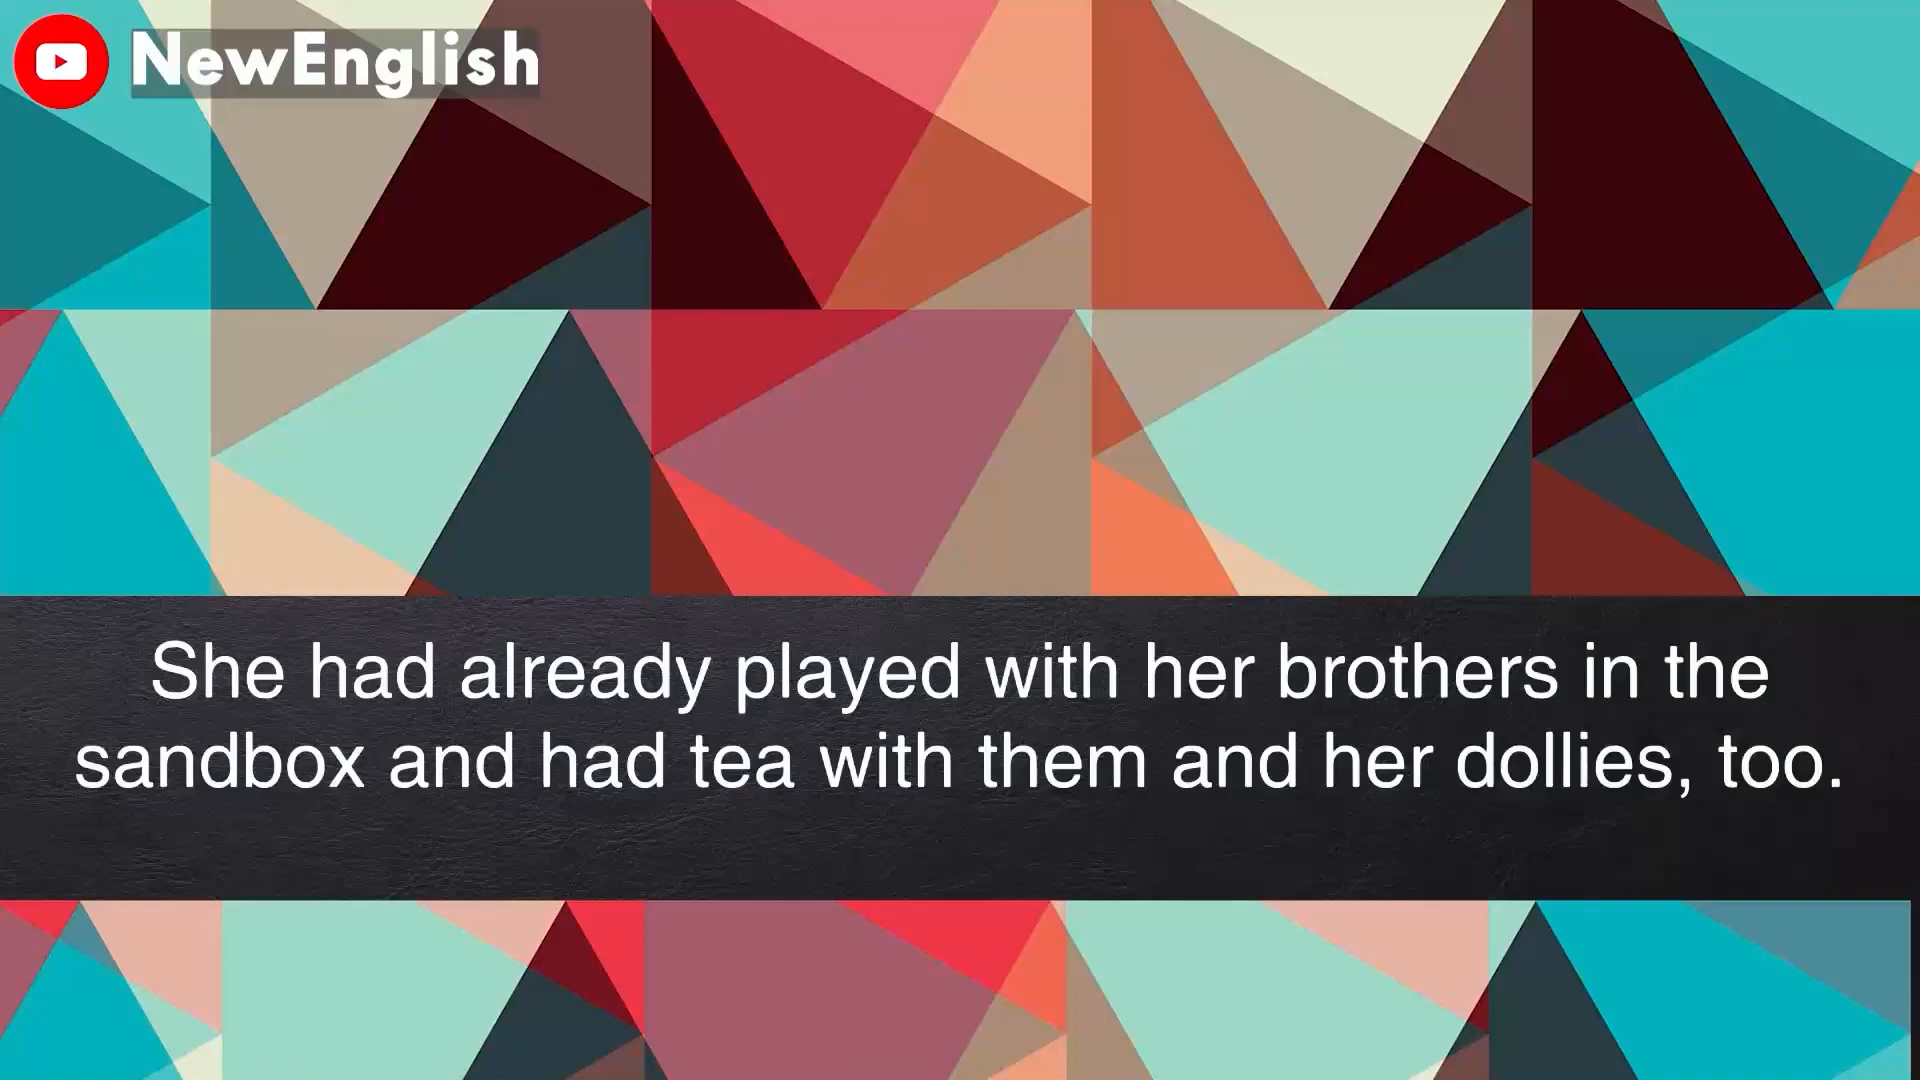 NewEnglish
She had already played with her brothers in the
sandbox and had tea with them and her dollies, too.